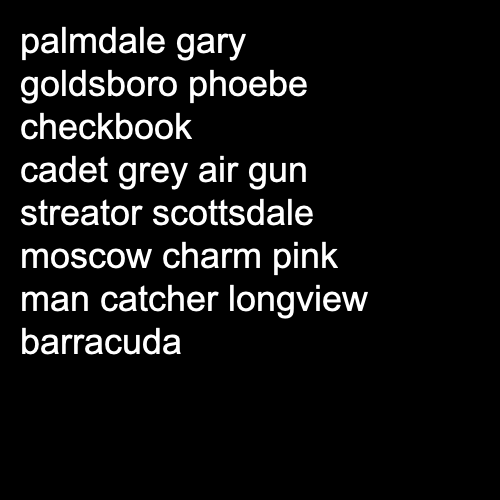 palmdale gary
goldsboro phoebe
checkbook
cadet grey air gun
streator scottsdale
moscow charm pink
man catcher longview
barracuda